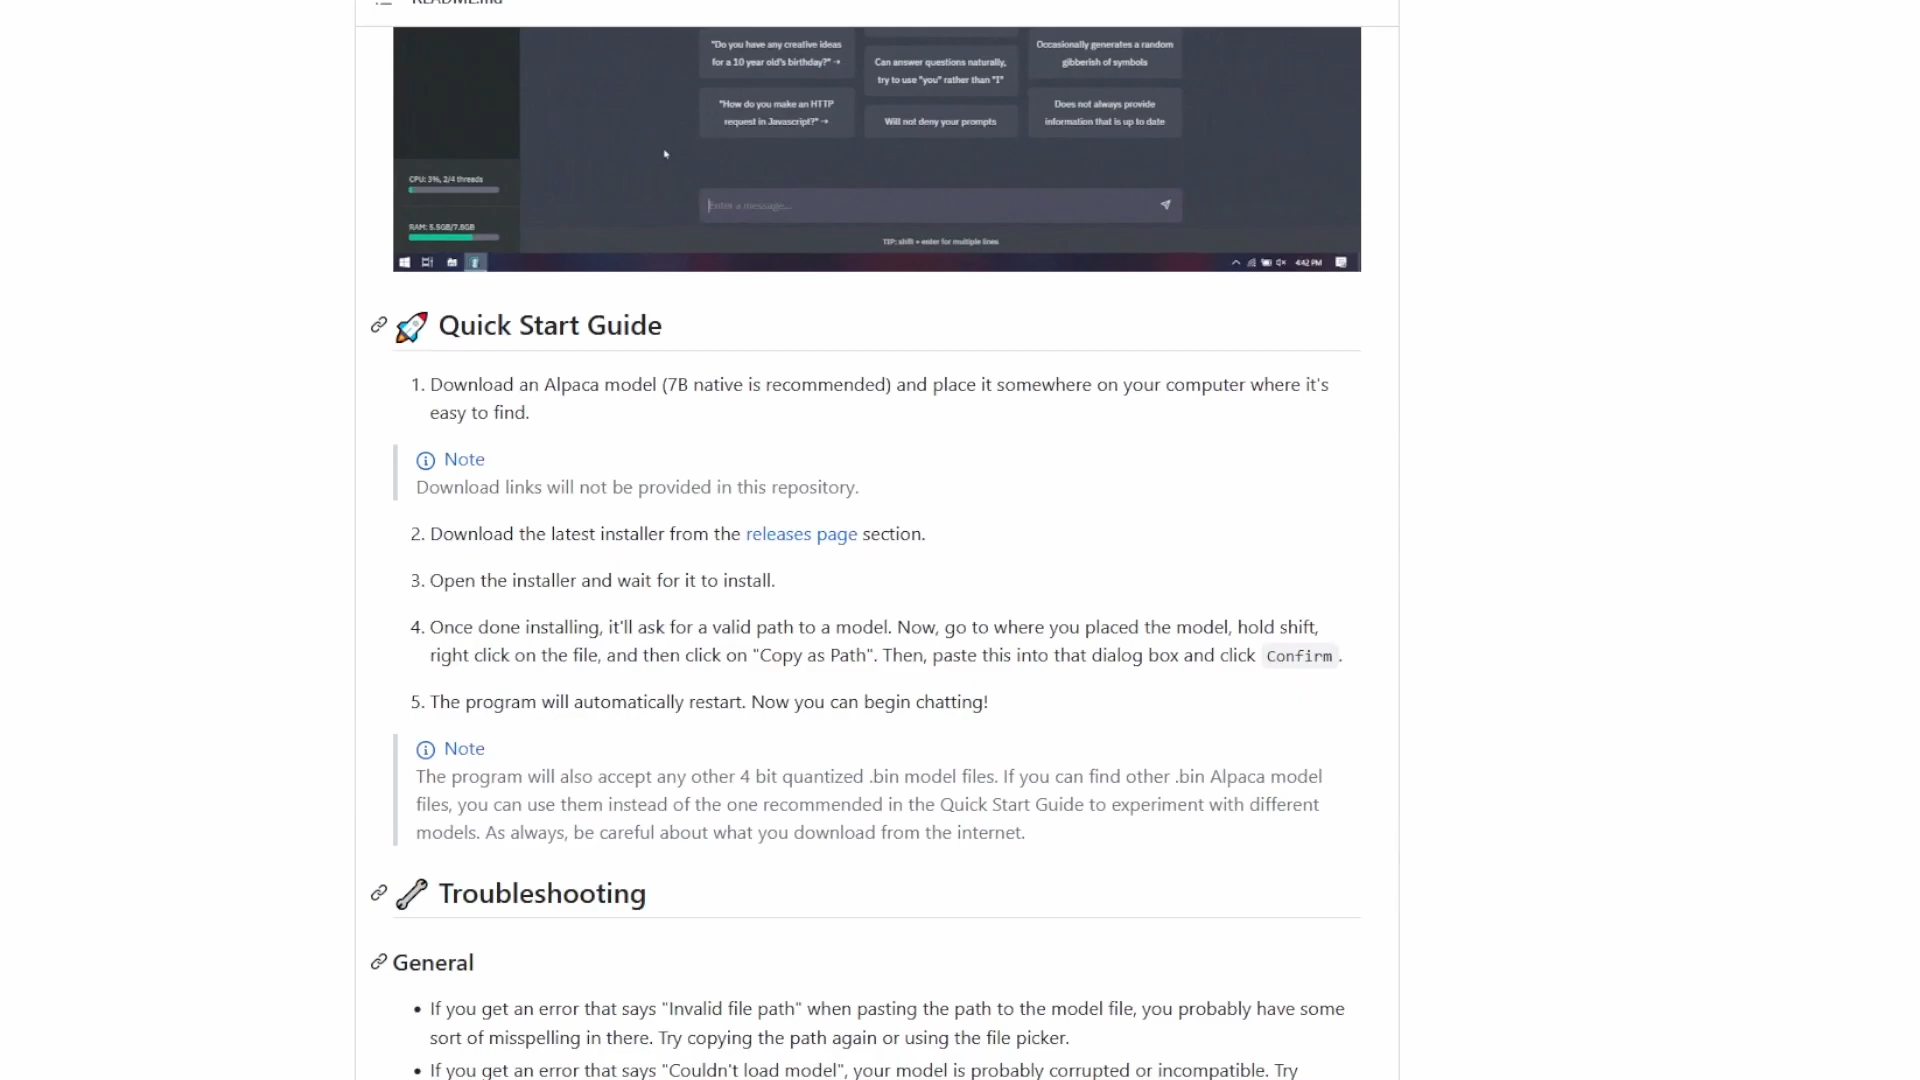 README.md
"Do you have any creative ideas
for a 10 year old's birthday?" →
Can answer questions naturally,
try to use "you" rather than "I"
Occasionally generates a random
gibberish of symbols
"How do you make an HTTP
request in Javascript?" →
Will not deny your prompts
Does not always provide
information that is up to date
CPU: 3%, 2/4 threads
Enter a message...
RAM: 5.5GB/7.8GB
TIP: shift + enter for multiple lines
4:42 PM
Quick Start Guide
1. Download an Alpaca model (7B native is recommended) and place it somewhere on your computer where it's
easy to find.
Note
Download links will not be provided in this repository.
2. Download the latest installer from the releases page section.
3. Open the installer and wait for it to install.
4. Once done installing, it'll ask for a valid path to a model. Now, go to where you placed the model, hold shift,
right click on the file, and then click on "Copy as Path". Then, paste this into that dialog box and click Confirm.
5. The program will automatically restart. Now you can begin chatting!
Note
The program will also accept any other 4 bit quantized .bin model files. If you can find other .bin Alpaca model
files, you can use them instead of the one recommended in the Quick Start Guide to experiment with different
models. As always, be careful about what you download from the internet.
Troubleshooting
General
• If you get an error that says "Invalid file path" when pasting the path to the model file, you probably have some
sort of misspelling in there. Try copying the path again or using the file picker.
• If you get an error that says "Couldn't load model", your model is probably corrupted or incompatible. Try